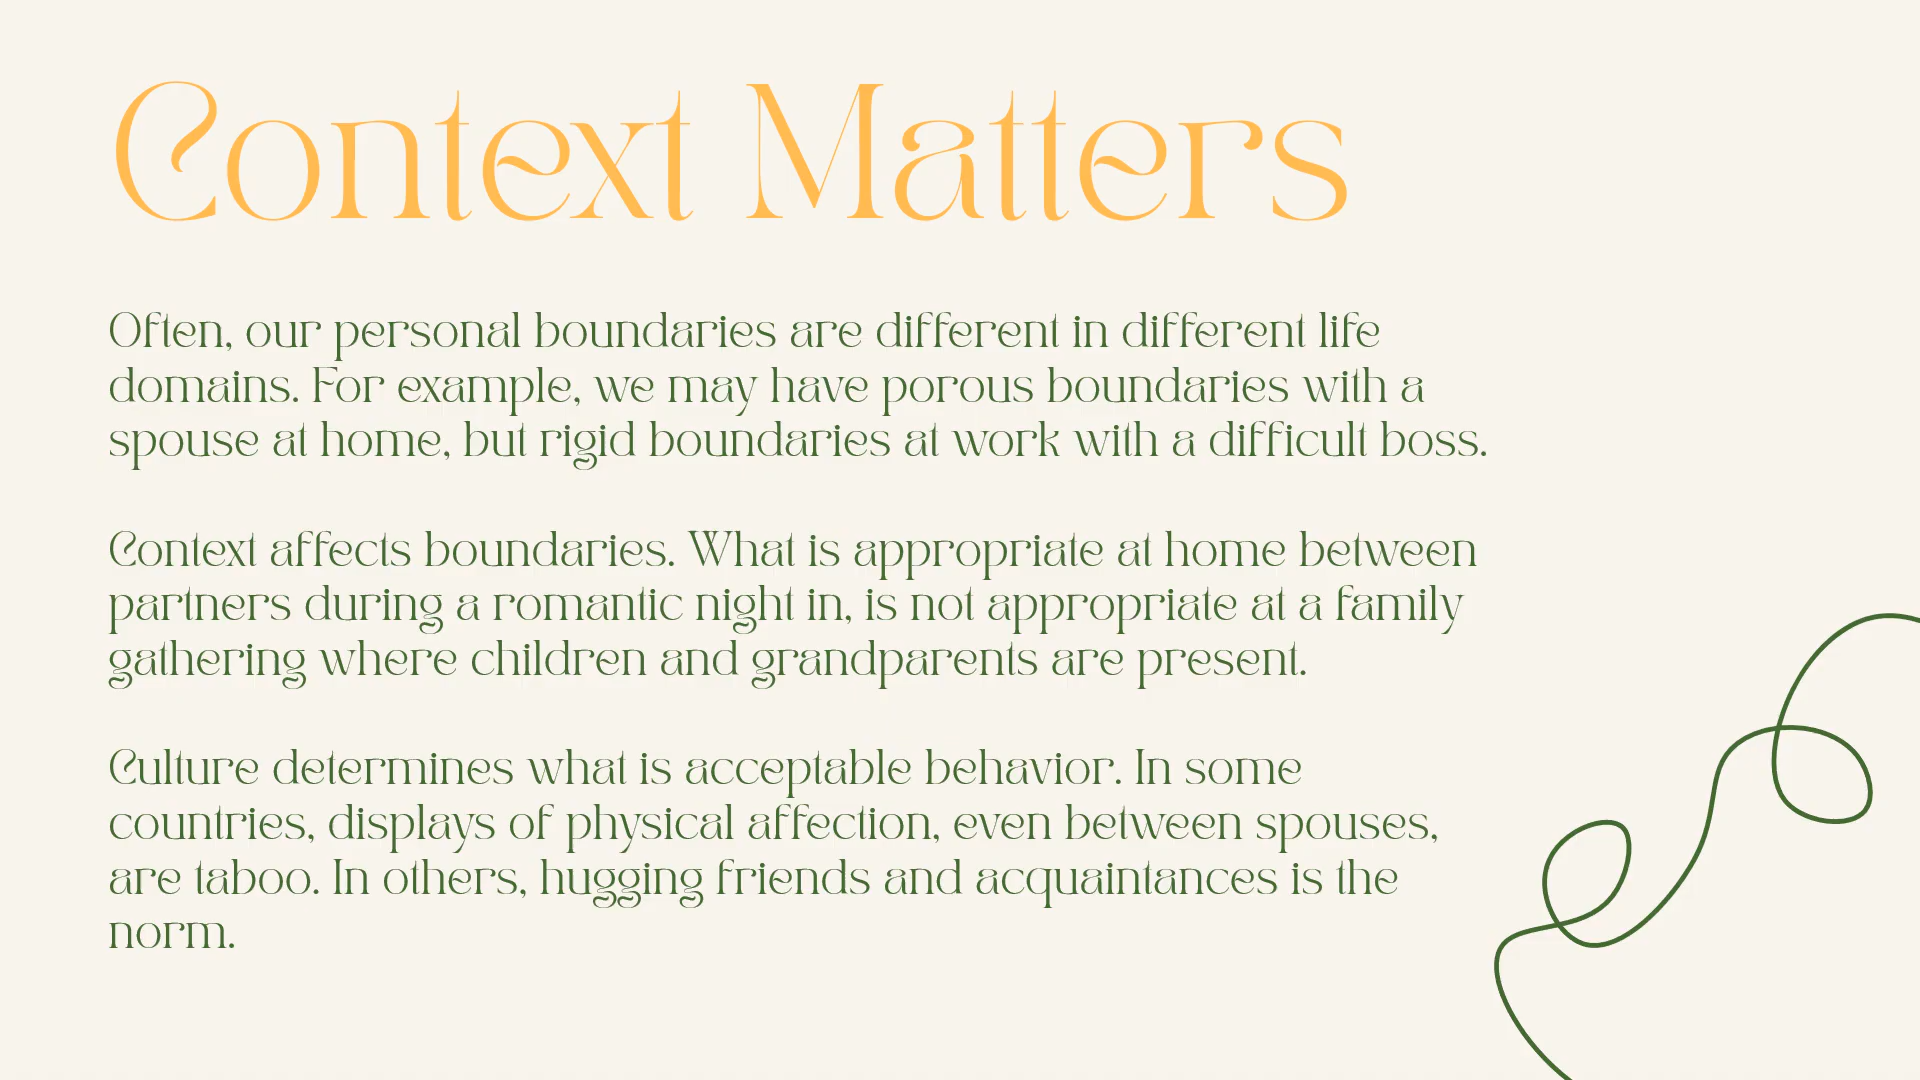 Context Matters
Often, our personal boundaries are different in different life
domains. For example, we may have porous boundaries with a
spouse at home, but rigid boundaries at work with a difficult boss.
Context affects boundaries. What is appropriate at home between
partners during a romantic night in, is not appropriate at a family
gathering where children and grandparents are present.
Culture determines what is acceptable behavior. In some
countries, displays of physical affection, even between spouses,
are taboo. In others, hugging friends and acquaintances is the
norm.